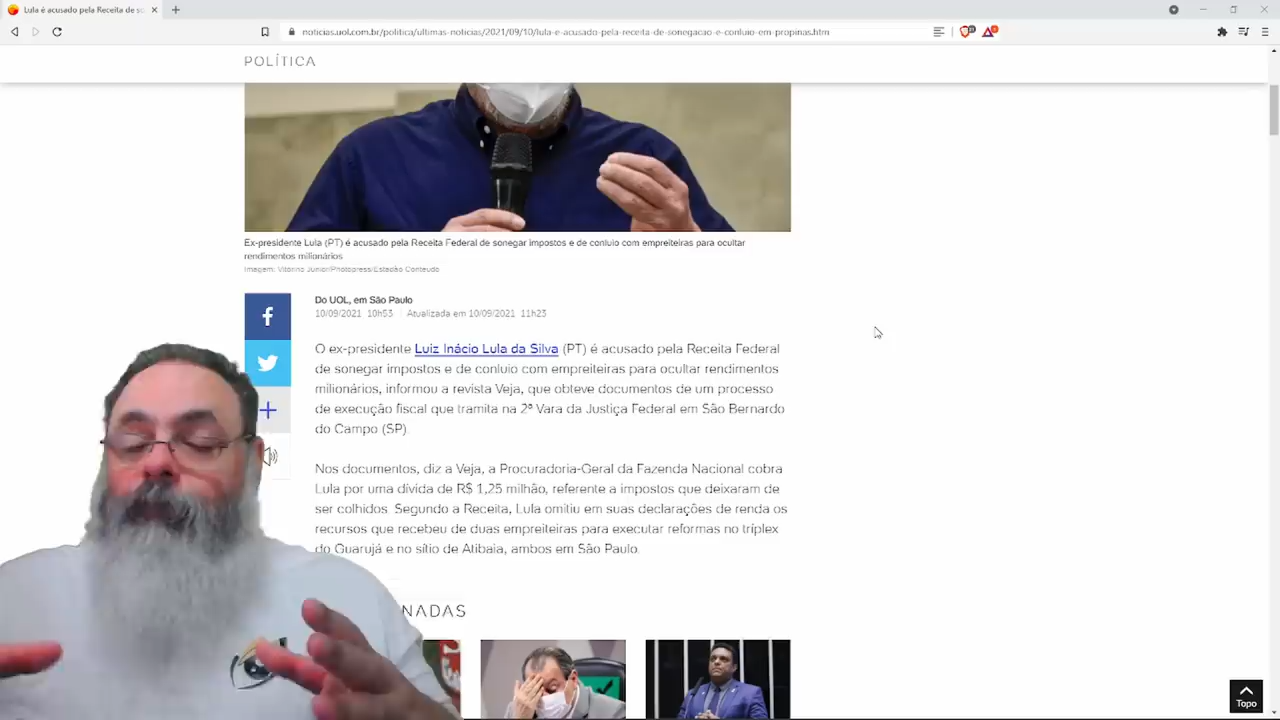 Lula é acusado pela Receita de so
noticias.uol.com.br/politica/ultimas-noticias/2021/09/10/lula-e-acusado-pela-receita-de-sonegacao-e-conluio-em-propinas.htm
POLÍTICA
Ex-presidente Lula (PT) é acusado pela Receita Federal de sonegar impostos e de conluio com empreiteiras para ocultar
rendimentos milionários
Imagem: Vitorino Junior/Photopress/Estadão Conteúdo
Do UOL, em São Paulo
10/09/2021 10h53 Atualizada em 10/09/2021 11h23
O ex-presidente Luiz Inácio Lula da Silva (PT) é acusado pela Receita Federal
de sonegar impostos e de conluio com empreiteiras para ocultar rendimentos
milionários, informou a revista Veja, que obteve documentos de um processo
de execução fiscal que tramita na 2ª Vara da Justiça Federal em São Bernardo
do Campo (SP).
Nos documentos, diz a Veja, a Procuradoria-Geral da Fazenda Nacional cobra
Lula por uma dívida de R$ 1,25 milhão, referente a impostos que deixaram de
ser colhidos. Segundo a Receita, Lula omitiu em suas declarações de renda os
recursos que recebeu de duas empreiteiras para executar reformas no tríplex
do Guarujá e no sítio de Atibaia, ambos em São Paulo.
NADAS
Topo